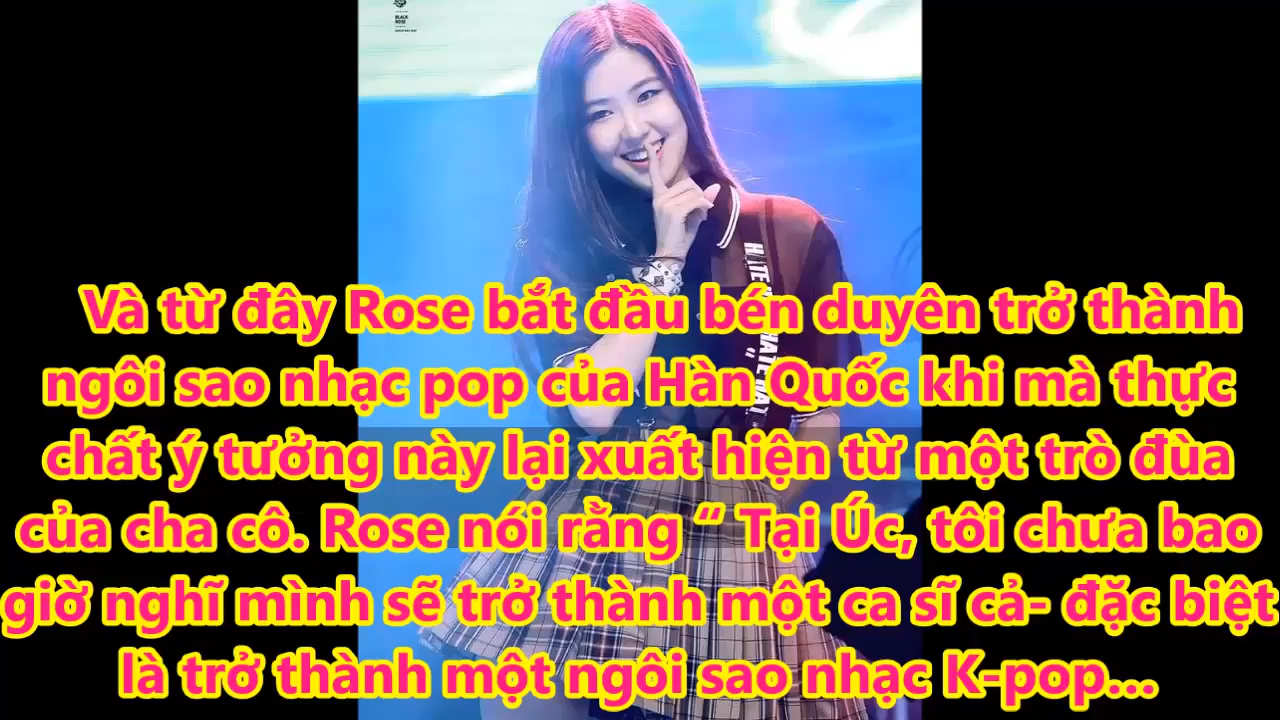 BLACK
ROSE
Và từ đây Rose bắt đầu bén duyên trở thành
ngôi sao nhạc pop của Hàn Quốc khi mà thực
chất ý tưởng này lại xuất hiện từ một trò đùa
của cha cô. Rose nói rằng “ Tại Úc, tôi chưa bao
giờ nghĩ mình sẽ trở thành một ca sĩ cả- đặc biệt
là trở thành một ngôi sao nhạc K-pop...